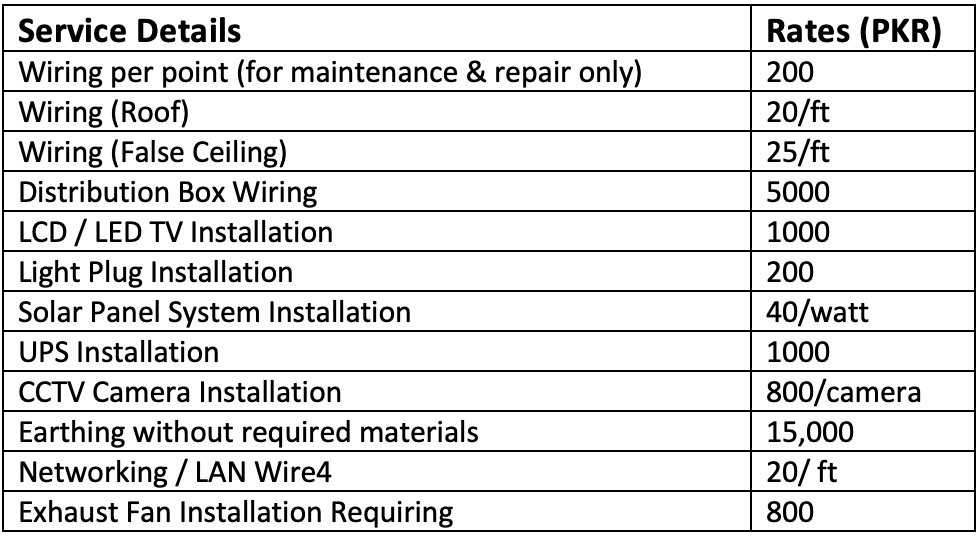 Service Details Rates (PKR)
Wiring per point (for maintenance & repair only) 200
Wiring (Roof) 20/ft
Wiring (False Ceiling) 25/ft
Distribution Box Wiring 5000
LCD / LED TV Installation 1000
Light Plug Installation 200
Solar Panel System Installation 40/watt
UPS Installation 1000
CCTV Camera Installation 800/camera
Earthing without required materials 15,000
Networking / LAN Wire4 20/ ft
Exhaust Fan Installation Requiring 800